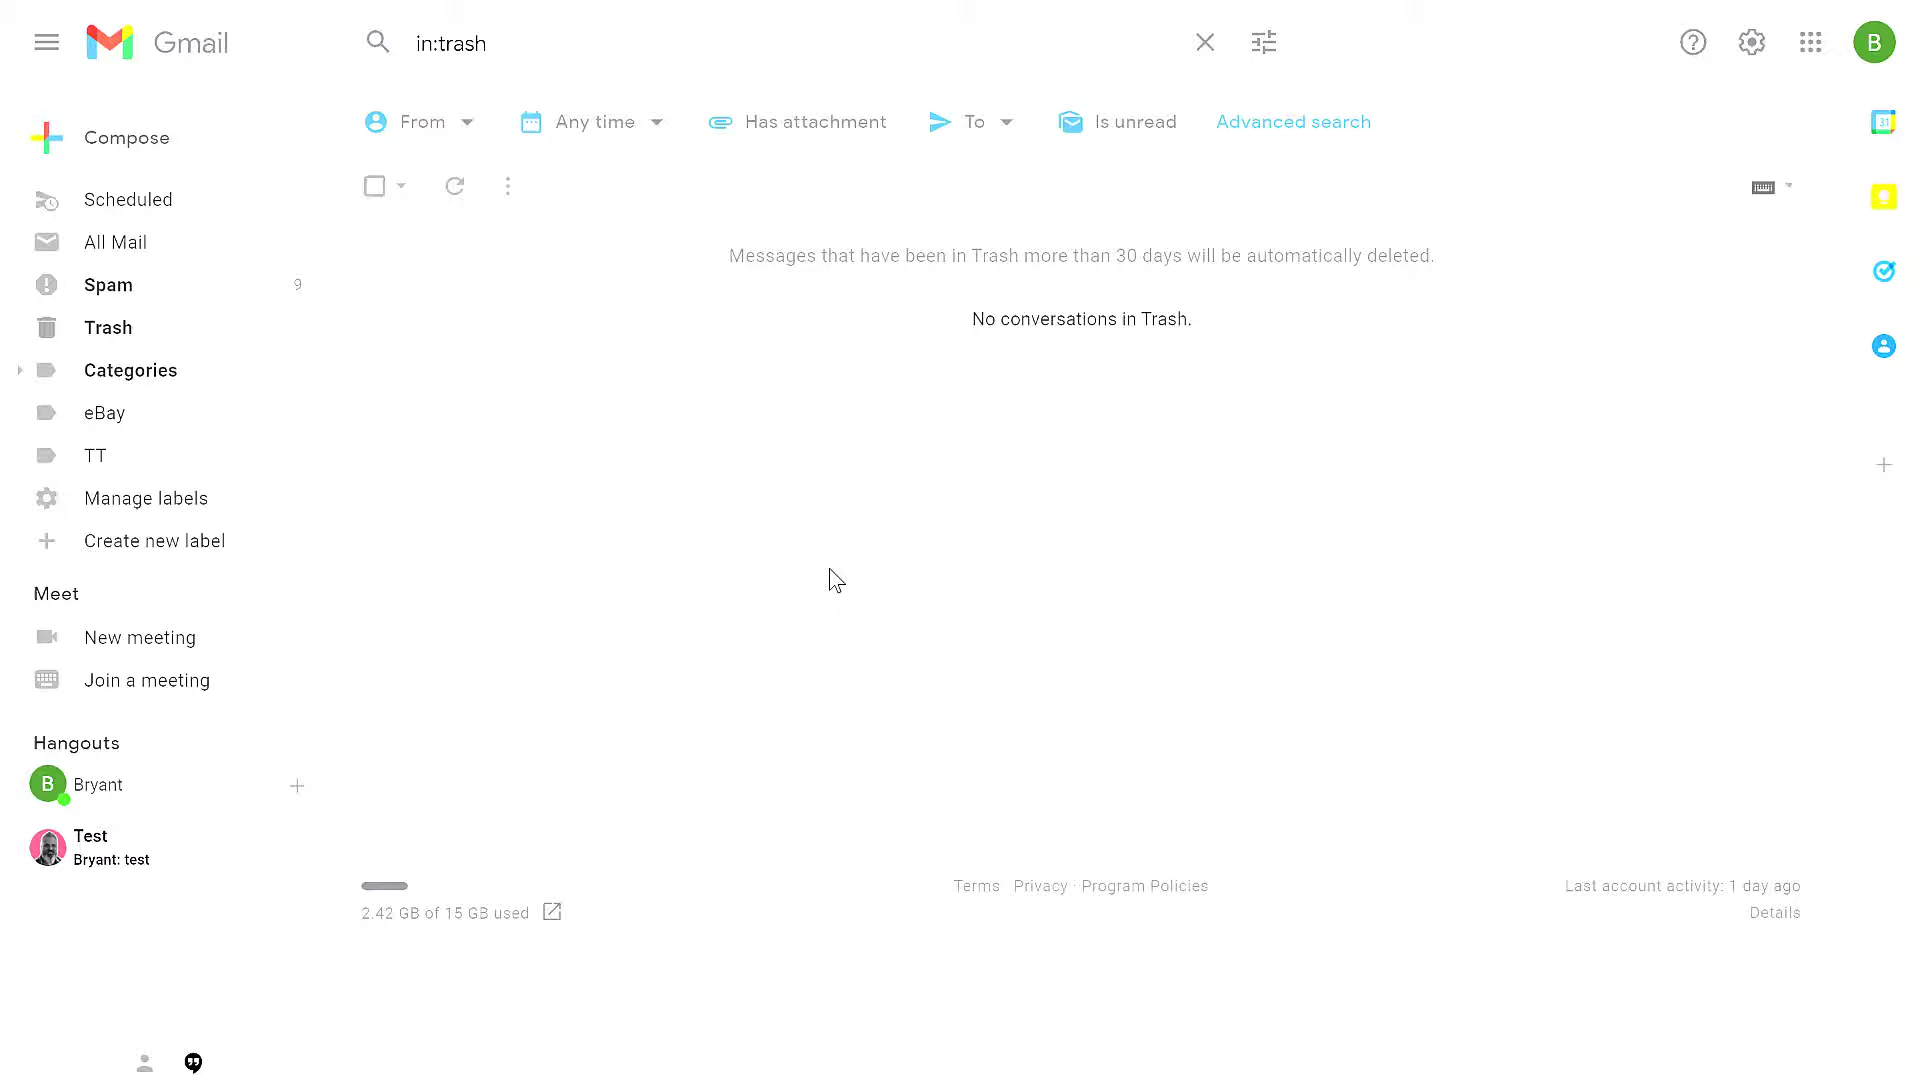 Gmail
in:trash
B
From
Any time
Has attachment
To
Is unread
Advanced search
31
Compose
Scheduled
All Mail
Spam 9
Trash
Categories
eBay
TT
Manage labels
Create new label
Messages that have been in Trash more than 30 days will be automatically deleted.
No conversations in Trash.
Meet
New meeting
Join a meeting
Hangouts
B Bryant
Test
Bryant: test
Terms Privacy · Program Policies
Last account activity: 1 day ago
2.42 GB of 15 GB used
Details